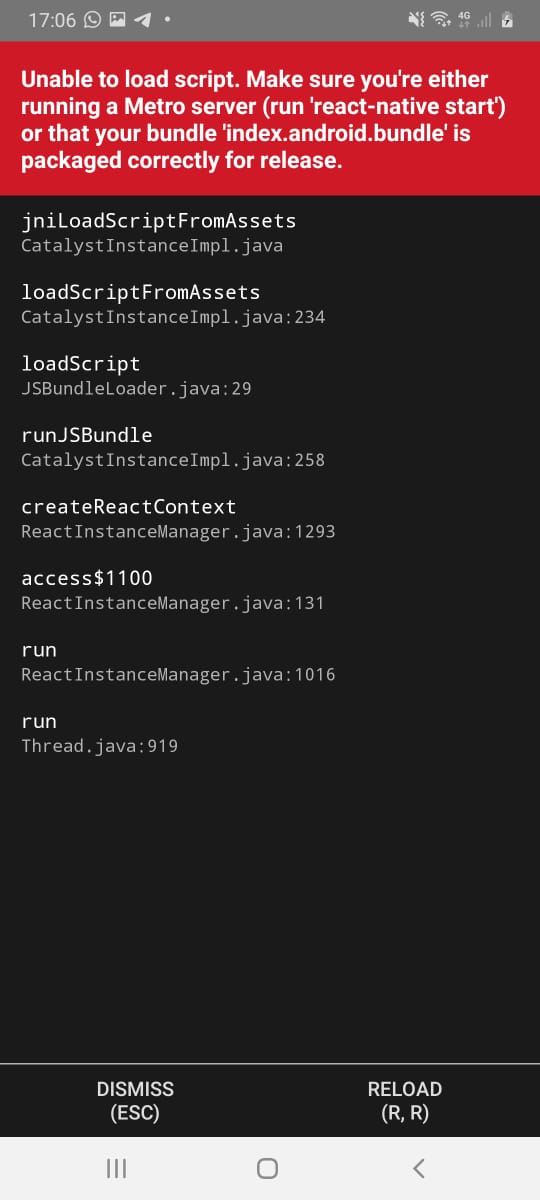 17:06
4G
Unable to load script. Make sure you're either
running a Metro server (run 'react-native start')
or that your bundle 'index.android.bundle' is
packaged correctly for release.
jniLoadScriptFromAssets
CatalystInstanceImpl.java
loadScriptFromAssets
CatalystInstanceImpl.java:234
loadScript
JSBundleLoader.java:29
runJSBundle
CatalystInstanceImpl.java:258
createReactContext
ReactInstanceManager.java:1293
access$1100
ReactInstanceManager.java:131
run
ReactInstanceManager.java:1016
run
Thread.java:919
DISMISS
(ESC)
RELOAD
(R, R)